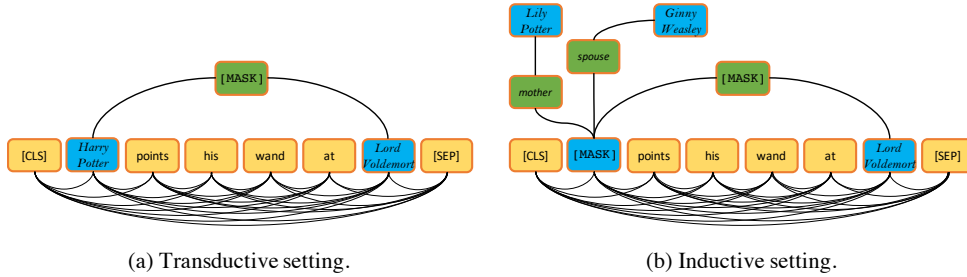 [MASK]
[CLS] Harry Potter points his wand at Lord Voldemort [SEP]
(a) Transductive setting.
Lily Potter
Ginny Weasley
spouse
mother
[MASK]
[CLS] [MASK] points his wand at Lord Voldemort [SEP]
(b) Inductive setting.